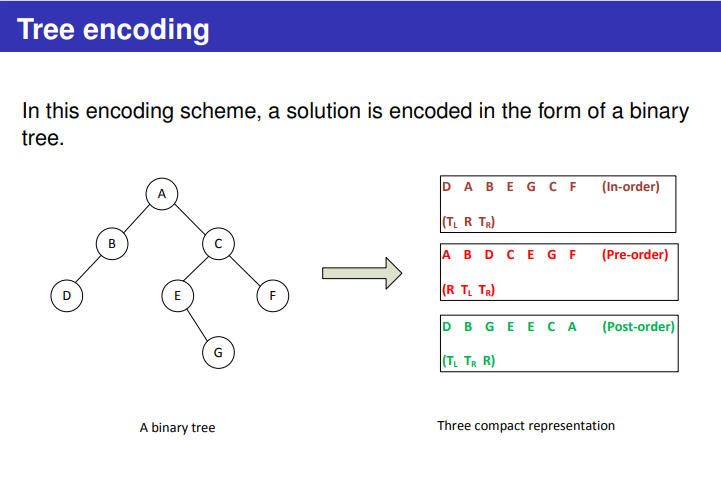 Tree encoding
In this encoding scheme, a solution is encoded in the form of a binary
tree.
A
B
C
D
E
F
G
A binary tree
D A B E G C F (In-order)
(TL R TR)
A B D C E G F (Pre-order)
(R TL TR)
D B G E E C A (Post-order)
(TL TR R)
Three compact representation